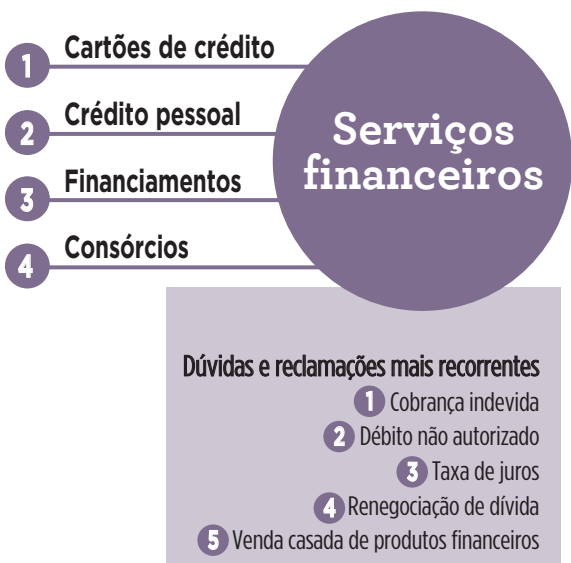 1 Cartões de crédito
2 Crédito pessoal
3 Financiamentos
4 Consórcios
Serviços
financeiros
Dúvidas e reclamações mais recorrentes
1 Cobrança indevida
2 Débito não autorizado
3 Taxa de juros
4 Renegociação de dívida
5 Venda casada de produtos financeiros